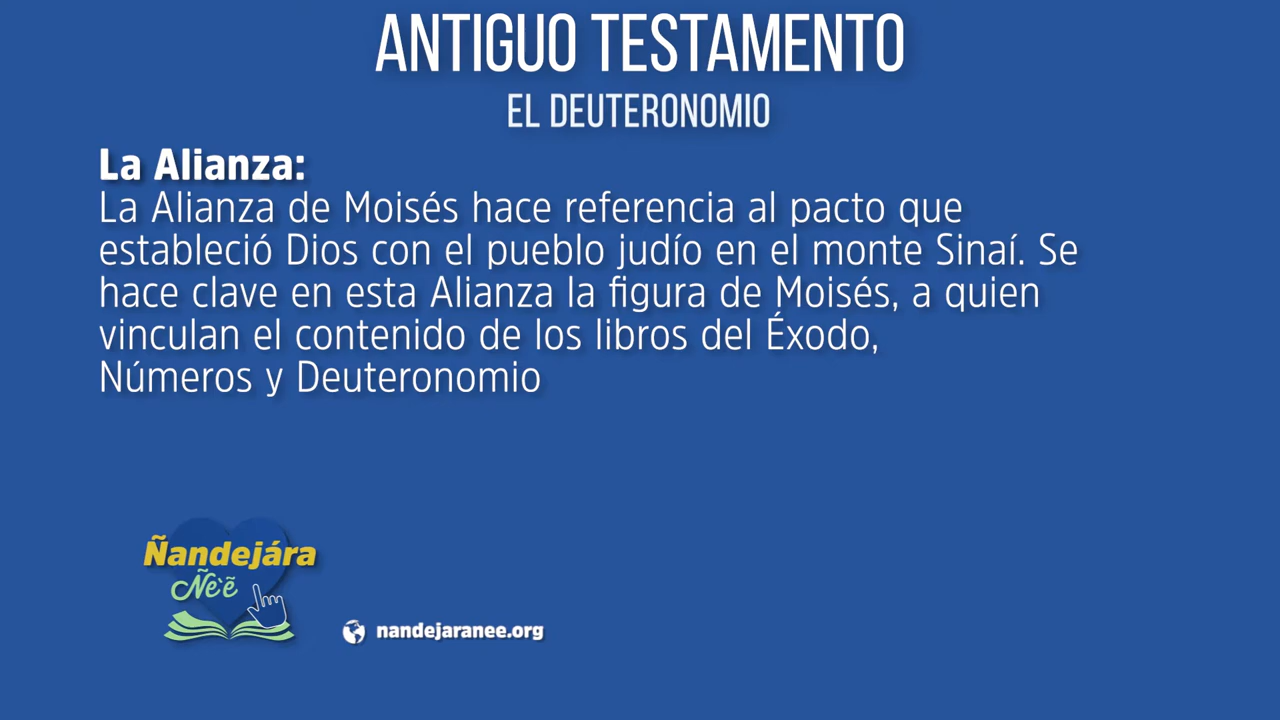 ANTIGUO TESTAMENTO
EL DEUTERONOMIO
La Alianza:
La Alianza de Moisés hace referencia al pacto que
estableció Dios con el pueblo judío en el monte Sinaí. Se
hace clave en esta Alianza la figura de Moisés, a quien
vinculan el contenido de los libros del Éxodo,
Números y Deuteronomio
Ñandejára
Ñe'ẽ
nandejaranee.org